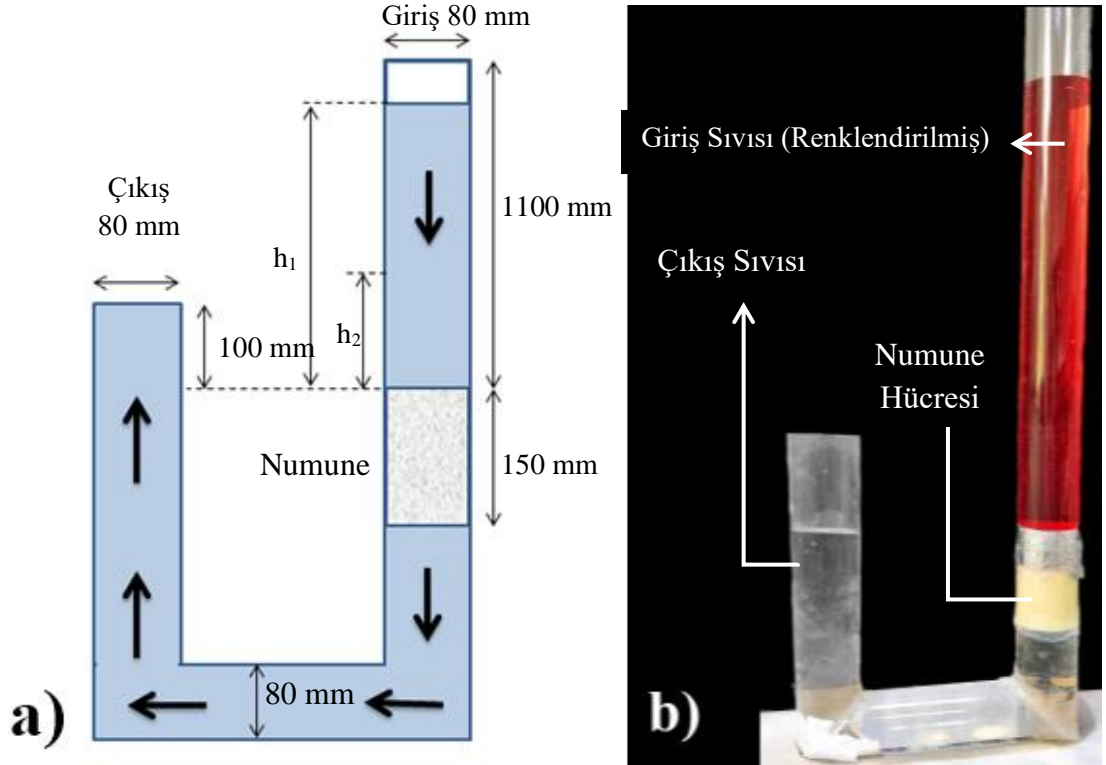 Giriş 80 mm
Çıkış
80 mm
h1
h2
1100 mm
100 mm
Numune
150 mm
80 mm
a)
Giriş Sıvısı (Renklendirilmiş)
Çıkış Sıvısı
Numune
Hücresi
b)